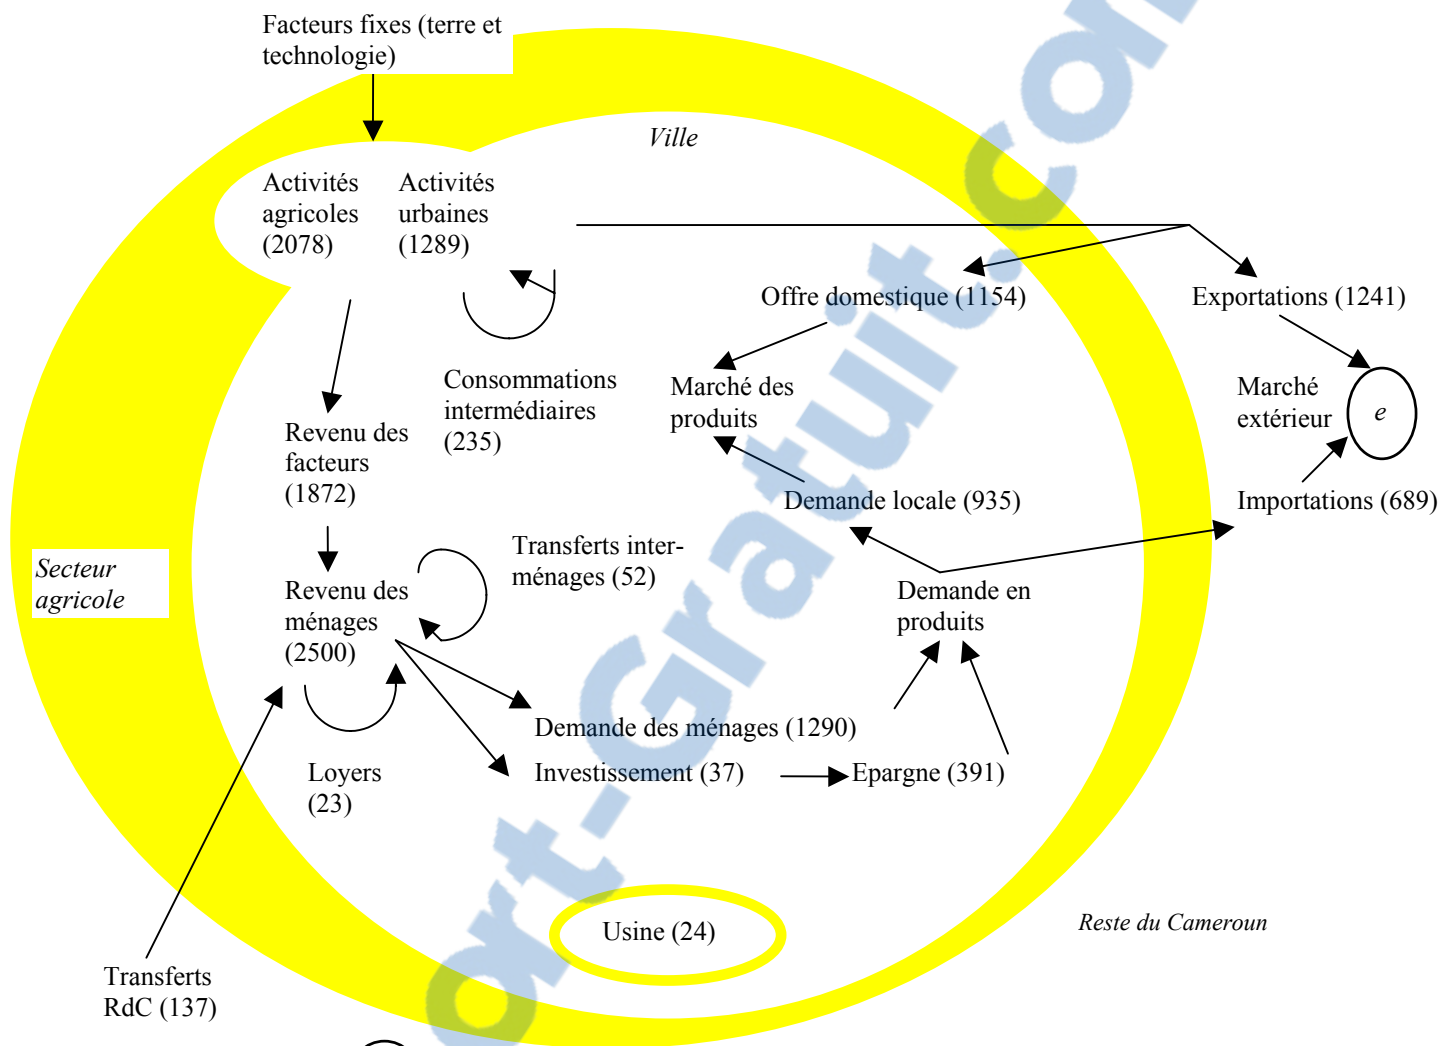 Facteurs fixes (terre et
technologie)
Ville
Activités
agricoles
(2078)
Activités
urbaines
(1289)
Offre domestique (1154)
Exportations (1241)
Consommations
intermédiaires
(235)
Marché des
produits
Marché
extérieur
e
Revenu des
facteurs
(1872)
Demande locale (935)
Importations (689)
Transferts inter-
ménages (52)
Secteur
agricole
Revenu des
ménages
(2500)
Demande en
produits
Demande des ménages (1290)
Loyers
(23)
Investissement (37)
Epargne (391)
Usine (24)
Reste du Cameroun
Transferts
RdC (137)
ort-Gratuit.con